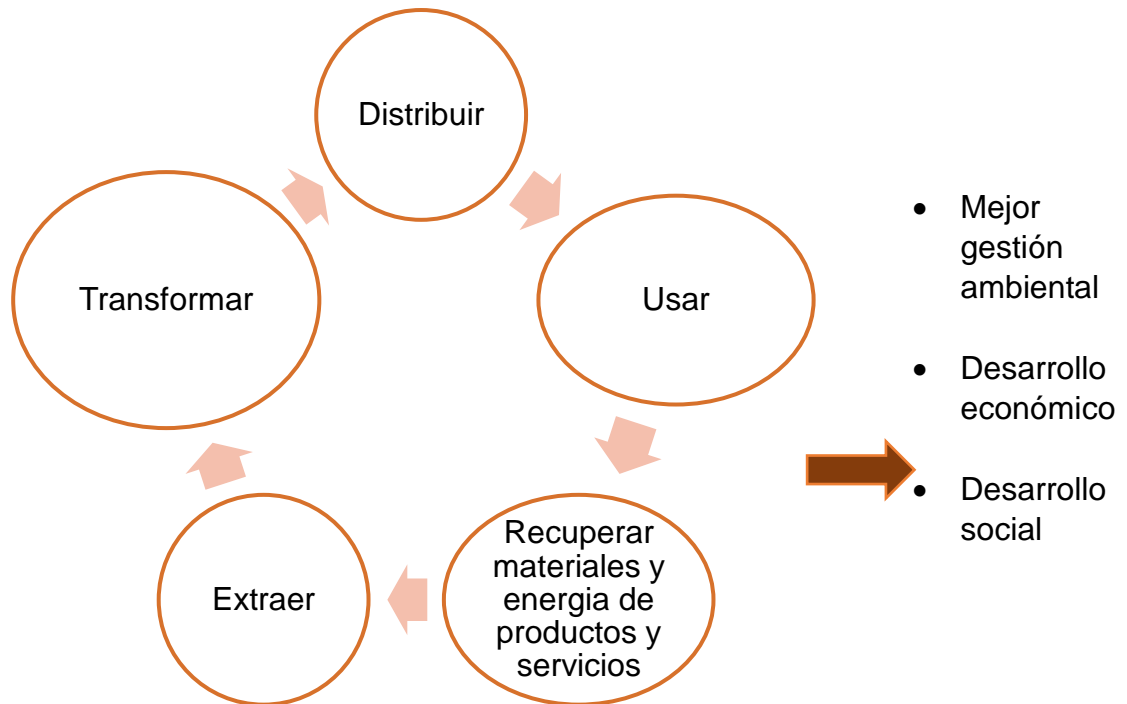 Distribuir
Transformar
Usar
Recuperar
materiales y
energia de
productos y
servicios
Extraer
• Mejor
gestión
ambiental
• Desarrollo
económico
• Desarrollo
social